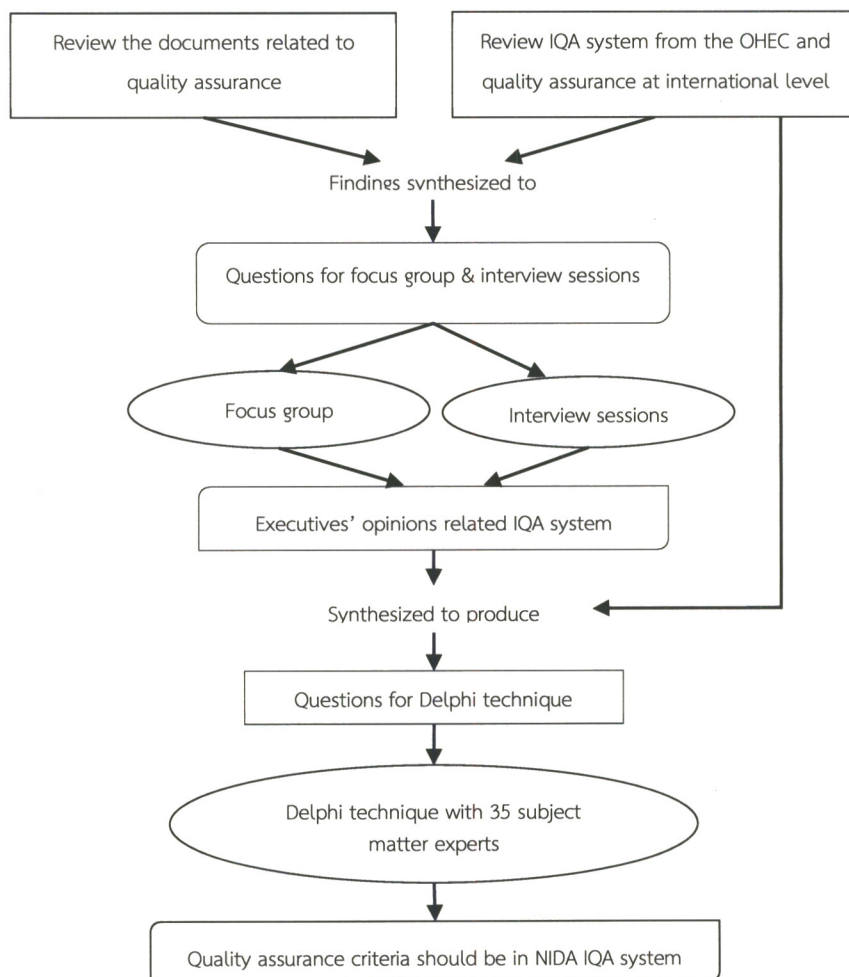 Review the documents related to
quality assurance
Review IQA system from the OHEC and
quality assurance at international level
Findings synthesized to
Questions for focus group & interview sessions
Focus group
Interview sessions
Executives' opinions related IQA system
Synthesized to produce
Questions for Delphi technique
Delphi technique with 35 subject
matter experts
Quality assurance criteria should be in NIDA IQA system